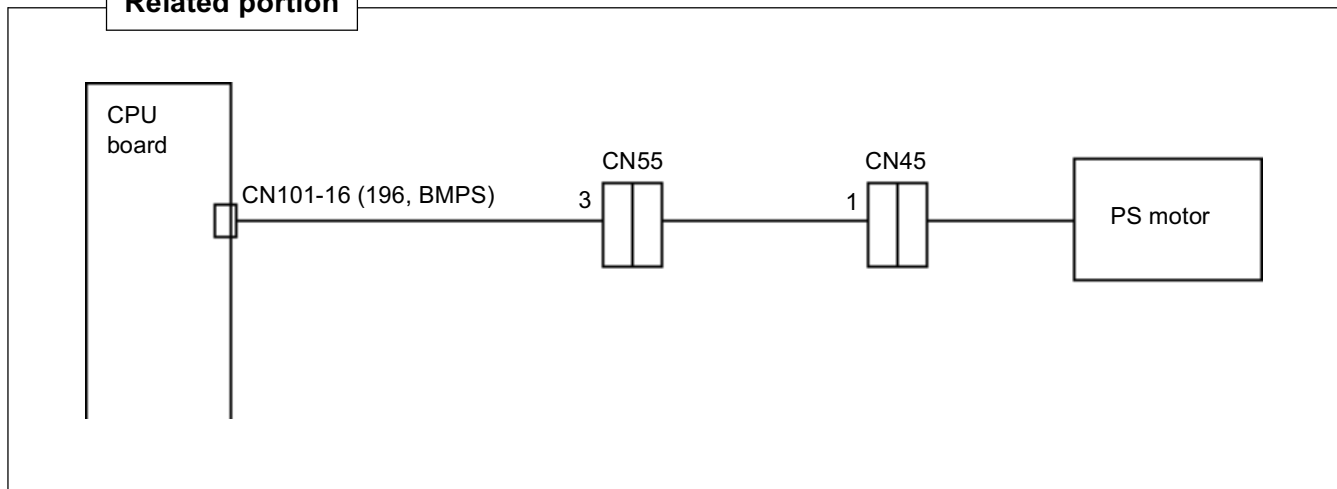 Related portion
CPU
board
CN101-16 (196, BMPS)
3
CN55
1
CN45
PS motor